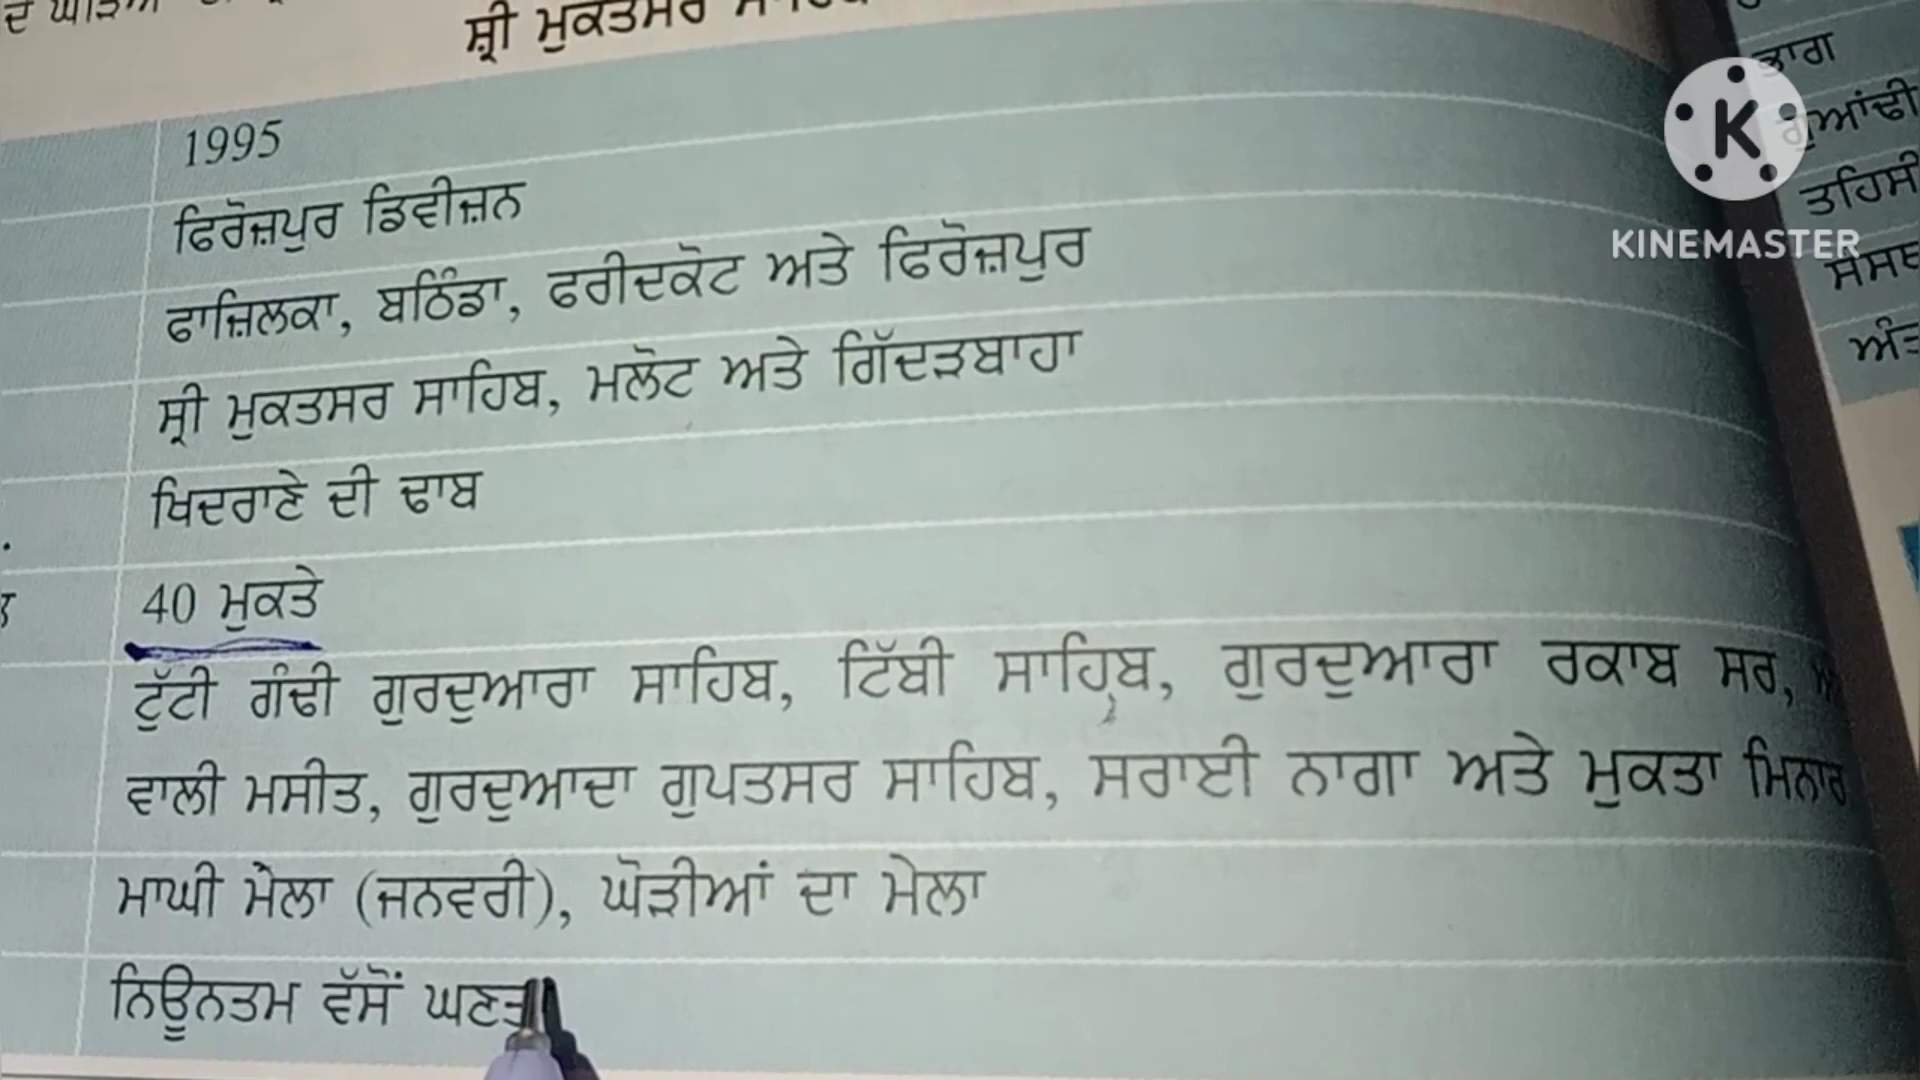 ਸ਼੍ਰੀ ਮੁਕਤਸਰ
1995
ਫਿਰੋਜ਼ਪੁਰ ਡਿਵੀਜ਼ਨ
ਫਾਜ਼ਿਲਕਾ, ਬਠਿੰਡਾ, ਫਰੀਦਕੋਟ ਅਤੇ ਫਿਰੋਜ਼ਪੁਰ
ਸ੍ਰੀ ਮੁਕਤਸਰ ਸਾਹਿਬ, ਮਲੋਟ ਅਤੇ ਗਿੱਦੜਬਾਹਾ
ਖਿਦਰਾਣੇ ਦੀ ਢਾਬ
40 ਮੁਕਤੇ
ਟੁੱਟੀ ਗੰਢੀ ਗੁਰਦੁਆਰਾ ਸਾਹਿਬ, ਟਿੱਬੀ ਸਾਹਿਬ, ਗੁਰਦੁਆਰਾ ਰਕਾਬ ਸਰ,
ਵਾਲੀ ਮਸੀਤ, ਗੁਰਦੁਆਦਾ ਗੁਪਤਸਰ ਸਾਹਿਬ, ਸਰਾਈ ਨਾਗਾ ਅਤੇ ਮੁਕਤਾ ਮਿਨਾਰ
ਮਾਘੀ ਮੇਲਾ (ਜਨਵਰੀ), ਘੋੜੀਆਂ ਦਾ ਮੇਲਾ
ਨਿਊਨਤਮ ਵੱਸੋਂ
ਭਾਗ
KINEMASTER